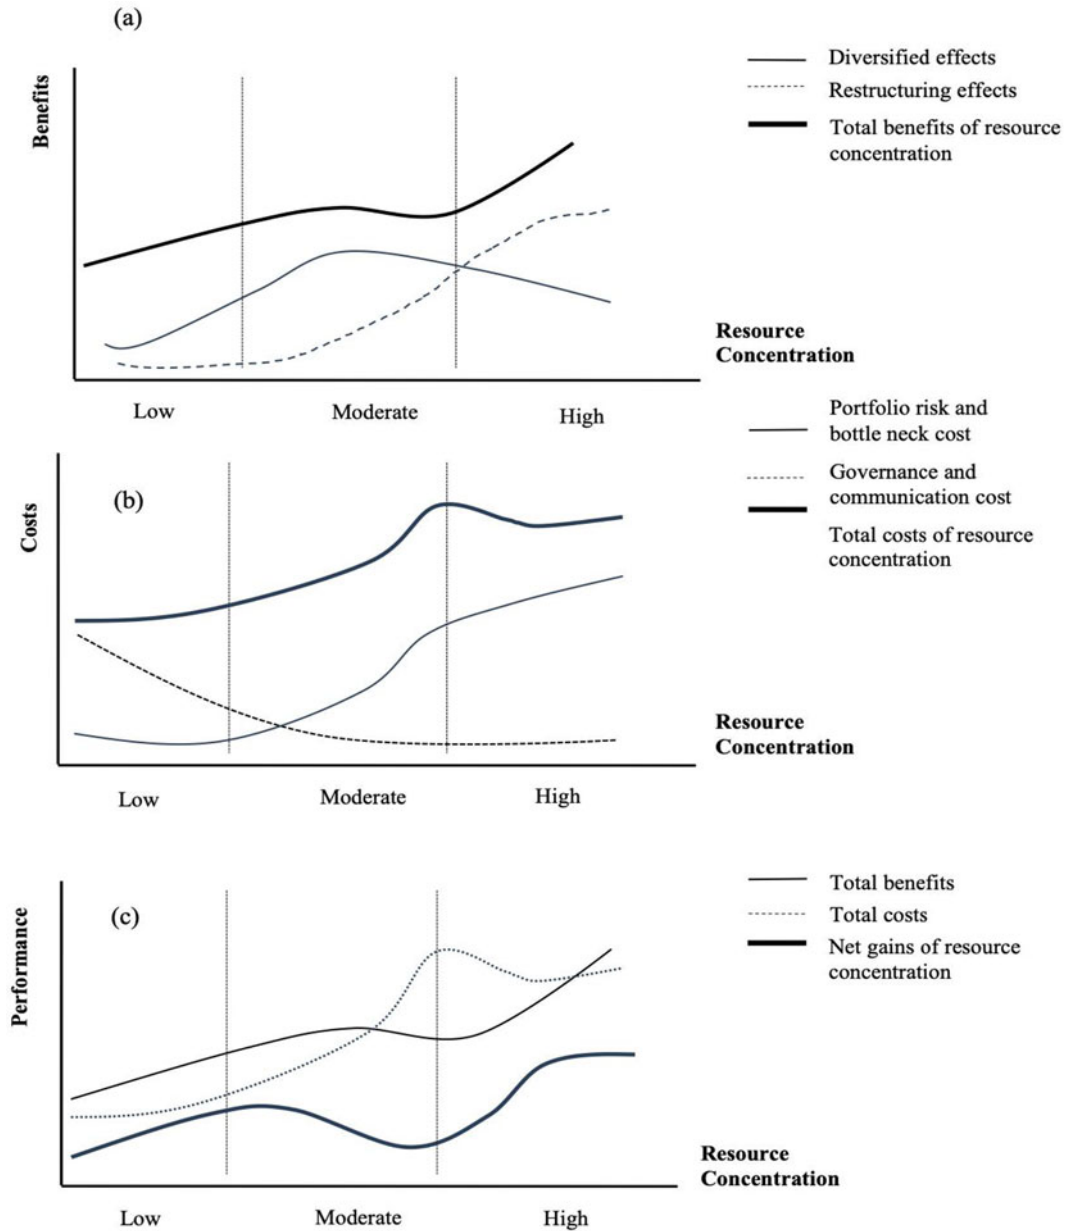 (a)
Benefits
Diversified effects
Restructuring effects
Total benefits of resource
concentration
Resource
Concentration
Low
Moderate
High
(b)
Costs
Portfolio risk and
bottle neck cost
Governance and
communication cost
Total costs of resource
concentration
Resource
Concentration
Low
Moderate
High
(c)
Performance
Total benefits
Total costs
Net gains of resource
concentration
Resource
Concentration
Low
Moderate
High